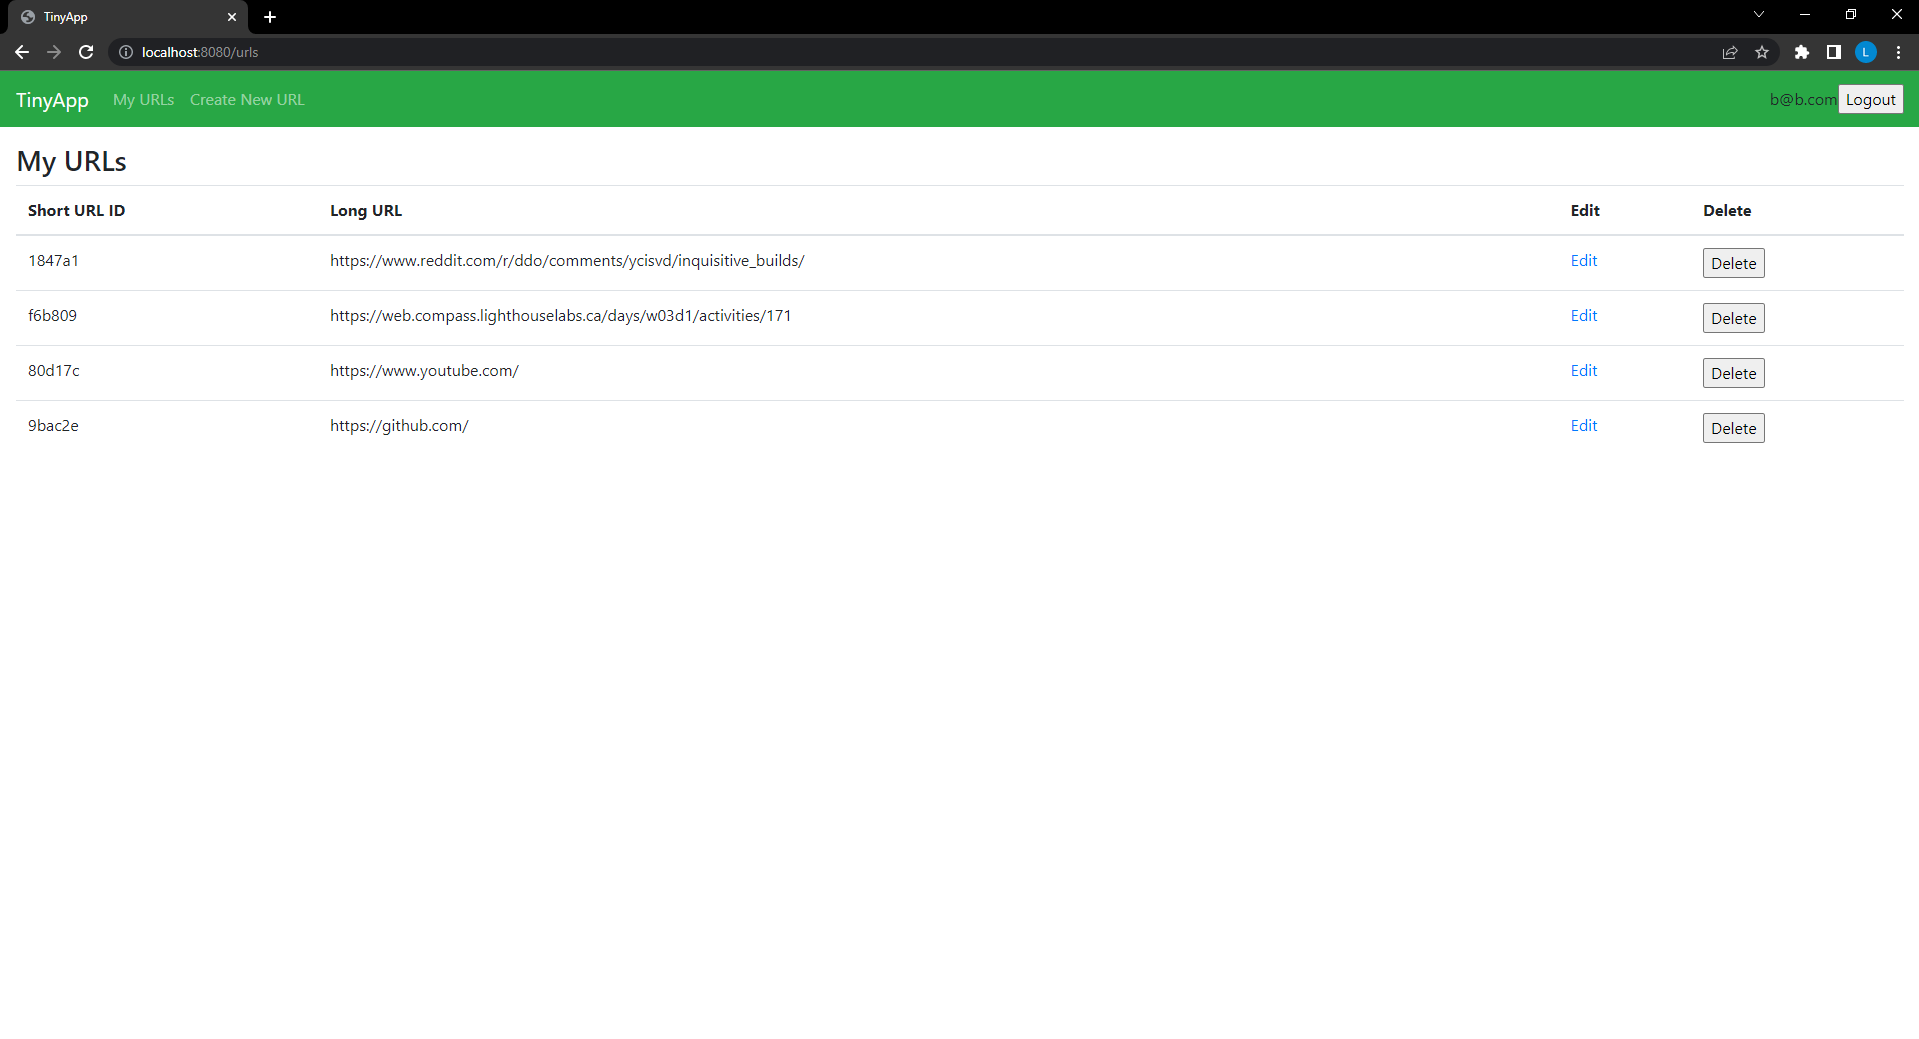 TinyApp
localhost:8080/urls
L
TinyApp My URLs Create New URL b@b.com Logout
My URLs
Short URL ID Long URL Edit Delete
1847a1 https://www.reddit.com/r/ddo/comments/ycisvd/inquisitive_builds/ Edit Delete
f6b809 https://web.compass.lighthouselabs.ca/days/w03d1/activities/171 Edit Delete
80d17c https://www.youtube.com/ Edit Delete
9bac2e https://github.com/ Edit Delete